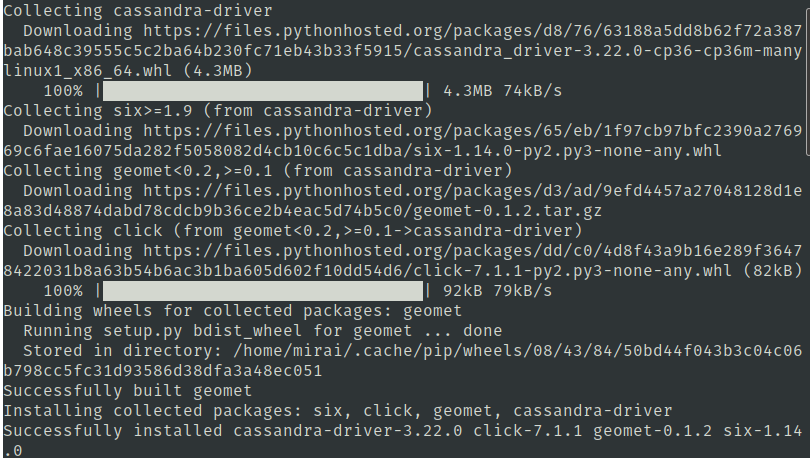 Collecting cassandra-driver
  Downloading https://files.pythonhosted.org/packages/d8/76/63188a5dd8b62f72a387
bab648c39555c5c2ba64b230fc71eb43b33f5915/cassandra_driver-3.22.0-cp36-cp36m-many
linux1_x86_64.whl (4.3MB)
    100% |████████████████████████████████| 4.3MB 74kB/s
Collecting six>=1.9 (from cassandra-driver)
  Downloading https://files.pythonhosted.org/packages/65/eb/1f97cb97bfc2390a2769
69c6fae16075da282f5058082d4cb10c6c5c1dba/six-1.14.0-py2.py3-none-any.whl
Collecting geomet<0.2,>=0.1 (from cassandra-driver)
  Downloading https://files.pythonhosted.org/packages/d3/ad/9efd4457a27048128d1e
8a83d48874dabd78cdcb9b36ce2b4eac5d74b5c0/geomet-0.1.2.tar.gz
Collecting click (from geomet<0.2,>=0.1->cassandra-driver)
  Downloading https://files.pythonhosted.org/packages/dd/c0/4d8f43a9b16e289f3647
8422031b8a63b54b6ac3b1ba605d602f10dd54d6/click-7.1.1-py2.py3-none-any.whl (82kB)
    100% |████████████████████████████████| 92kB 79kB/s
Building wheels for collected packages: geomet
  Running setup.py bdist_wheel for geomet ... done
  Stored in directory: /home/mirai/.cache/pip/wheels/08/43/84/50bd44f043b3c04c06
b798cc5fc31d93586d38dfa3a48ec051
Successfully built geomet
Installing collected packages: six, click, geomet, cassandra-driver
Successfully installed cassandra-driver-3.22.0 click-7.1.1 geomet-0.1.2 six-1.14
.0